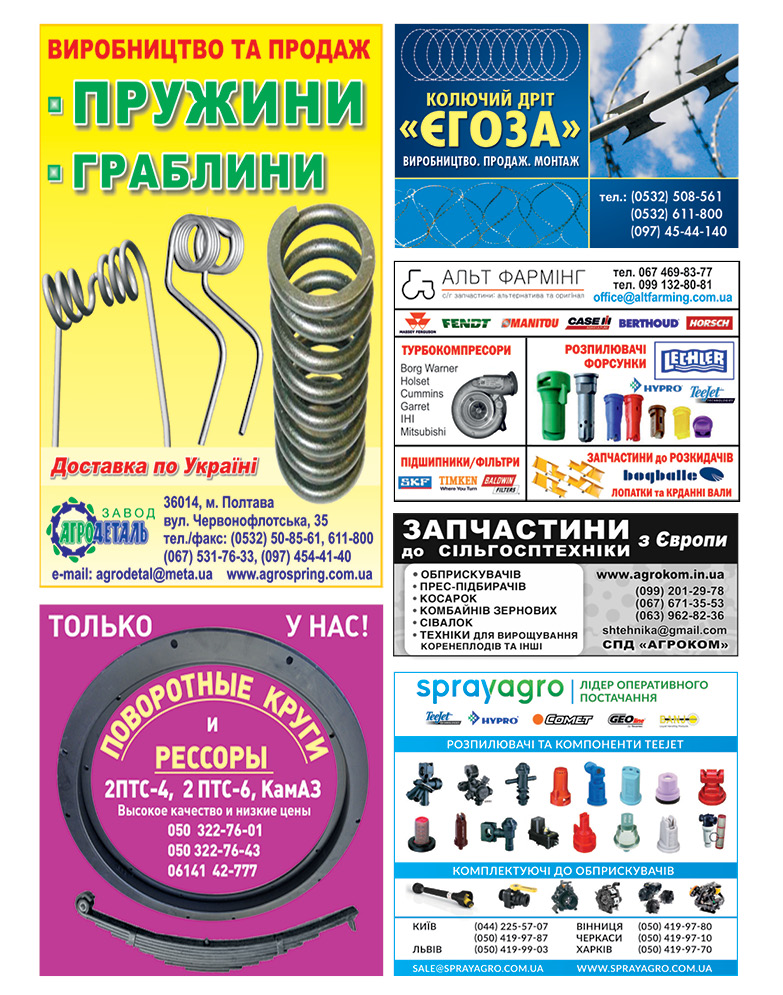 ВИРОБНИЦТВО ТА ПРОДАЖ
ПРУЖИНИ
ГРАБЛИНИ
Доставка по Україні
ЗАВОД
АГРОДЕТАЛЬ
36014, м. Полтава
вул. Червонофлотська, 35
тел./факс: (0532) 50-85-61, 611-800
(067) 531-76-33, (097) 454-41-40
e-mail: agrodetal@meta.ua www.agrospring.com.ua
ТОЛЬКО У НАС!
ПОВОРОТНЫЕ КРУГИ
И
РЕССОРЫ
2ПТС-4, 2 ПТС-6, КамАЗ
Высокое качество и низкие цены
050 322-76-01
050 322-76-43
06141 42-777
КОЛЮЧИЙ ДРІТ
«ЄГОЗА»
ВИРОБНИЦТВО. ПРОДАЖ. МОНТАЖ
тел.: (0532) 508-561
(0532) 611-800
(097) 45-44-140
АЛЬТ ФАРМІНГ
с/г запчастини: альтернатива та оригінал
тел. 067 469-83-77
тел. 099 132-80-81
office@altfarming.com.ua
MASSEY FERGUSON FENDT MANITOU CASE IH BERTHOUD HORSCH
ТУРБОКОМПРЕСОРИ
Borg Warner
Holset
Cummins
Garret
IHI
Mitsubishi
РОЗПИЛЮВАЧІ
ФОРСУНКИ
LECHLER
HYPRO
TeeJet
TECHNOLOGIES
ПІДШИПНИКИ/ФІЛЬТРИ
SKF TIMKEN BALDWIN
Where You Turn FILTERS
ЗАПЧАСТИНИ до РОЗКИДАЧІВ
bogballe
ЛОПАТКИ та КРДАННІ ВАЛИ
ЗАПЧАСТИНИ
до СІЛЬГОСПТЕХНІКИ
з Європи
• ОБПРИСКУВАЧІВ
• ПРЕС-ПІДБИРАЧІВ
• КОСАРОК
• КОМБАЙНІВ ЗЕРНОВИХ
• СІВАЛОК
• ТЕХНІКИ ДЛЯ ВИРОЩУВАННЯ
КОРЕНЕПЛОДІВ ТА ІНШІ
www.agrokom.in.ua
(099) 201-29-78
(067) 671-35-53
(063) 962-82-36
shtehnika@gmail.com
СПД «АГРОКОМ»
sprayagro
ЛІДЕР ОПЕРАТИВНОГО
ПОСТАЧАННЯ
TeeJet HYPRO COMET GEOline BANJO
РОЗПИЛЮВАЧІ ТА КОМПОНЕНТИ TEEJET
КОМПЛЕКТУЮЧІ ДО ОБПРИСКУВАЧІВ
КИЇВ (044) 225-57-07
(050) 419-97-87
ЛЬВІВ (050) 419-99-03
ВІННИЦЯ (050) 419-97-80
ЧЕРКАСИ (050) 419-97-10
ХАРКІВ (050) 419-97-70
SALE@SPRAYAGRO.COM.UA WWW.SPRAYAGRO.COM.UA